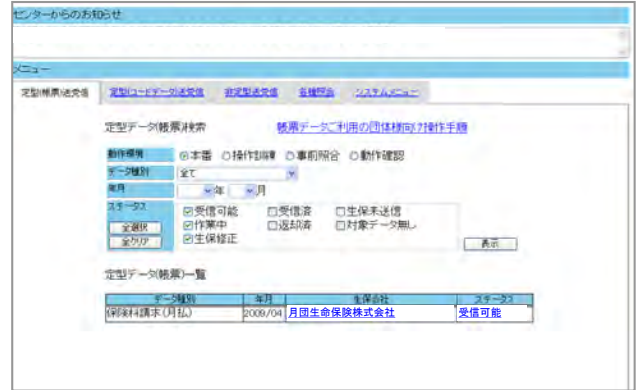 センターからのお知らせ
メニュー
定型(帳票)送受信 定型(コードデータ)送受信 非定型送受信 各種照会 システムメニュー
定型データ(帳票)検索 帳票データご利用の団体様向け操作手順
動作環境 本番 操作訓練 事前照合 動作確認
データ種別 全て
年月 年 月
ステータス 受信可能 受信済 生保未送信
全選択 作業中 返却済 対象データ無し
全クリア 生保修正 表示
定型データ(帳票)一覧
データ種別 年月 生保会社 ステータス
保険料請求(月払) 2009/04 月団生命保険株式会社 受信可能